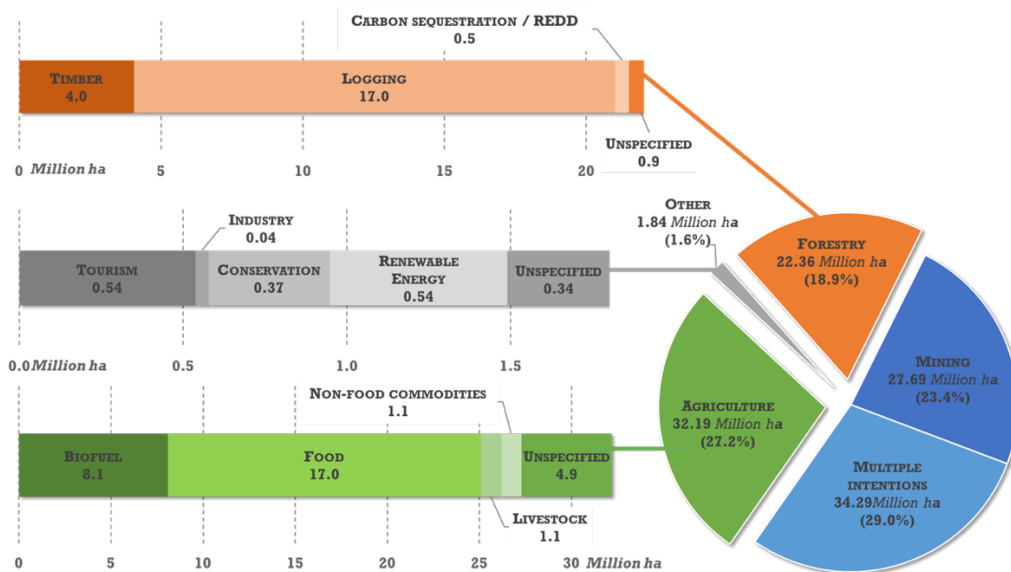 CARBON SEQUESTRATION / REDD
0.5
TIMBER
4.0
LOGGING
17.0
UNSPECIFIED
0.9
0 Million ha 5 10 15 20
INDUSTRY
0.04
TOURISM
0.54
CONSERVATION
0.37
RENEWABLE
ENERGY
0.54
UNSPECIFIED
0.34
0.0 Million ha 0.5 1.0 1.5
NON-FOOD COMMODITIES
1.1
BIOFUEL
8.1
FOOD
17.0
UNSPECIFIED
4.9
LIVESTOCK
1.1
0 5 10 15 20 25 30 Million ha
OTHER
1.84 Million ha
(1.6%)
FORESTRY
22.36 Million ha
(18.9%)
MINING
27.69 Million ha
(23.4%)
AGRICULTURE
32.19 Million ha
(27.2%)
MULTIPLE
INTENTIONS
34.29Million ha
(29.0%)